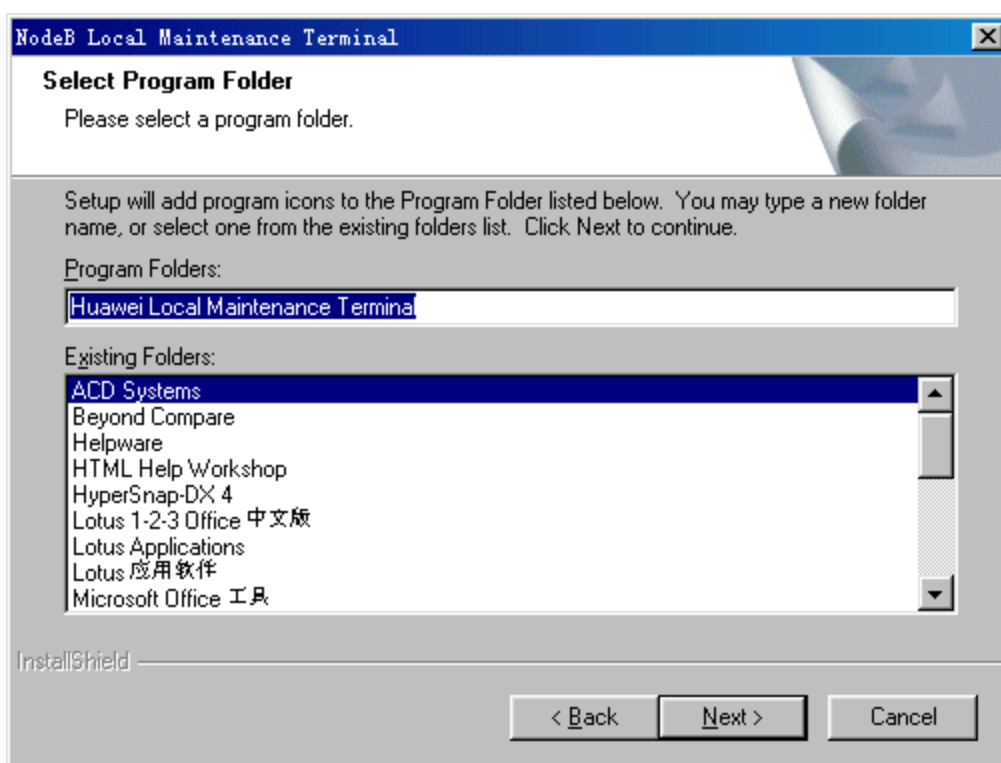 NodeB Local Maintenance Terminal
Select Program Folder
Please select a program folder.
Setup will add program icons to the Program Folder listed below. You may type a new folder
name, or select one from the existing folders list. Click Next to continue.
Program Folders:
Huawei Local Maintenance Terminal
Existing Folders:
ACD Systems
Beyond Compare
Helpware
HTML Help Workshop
HyperSnap-DX 4
Lotus 1-2-3 Office 中文版
Lotus Applications
Lotus 应用软件
Microsoft Office 工具
InstallShield
< Back
Next >
Cancel